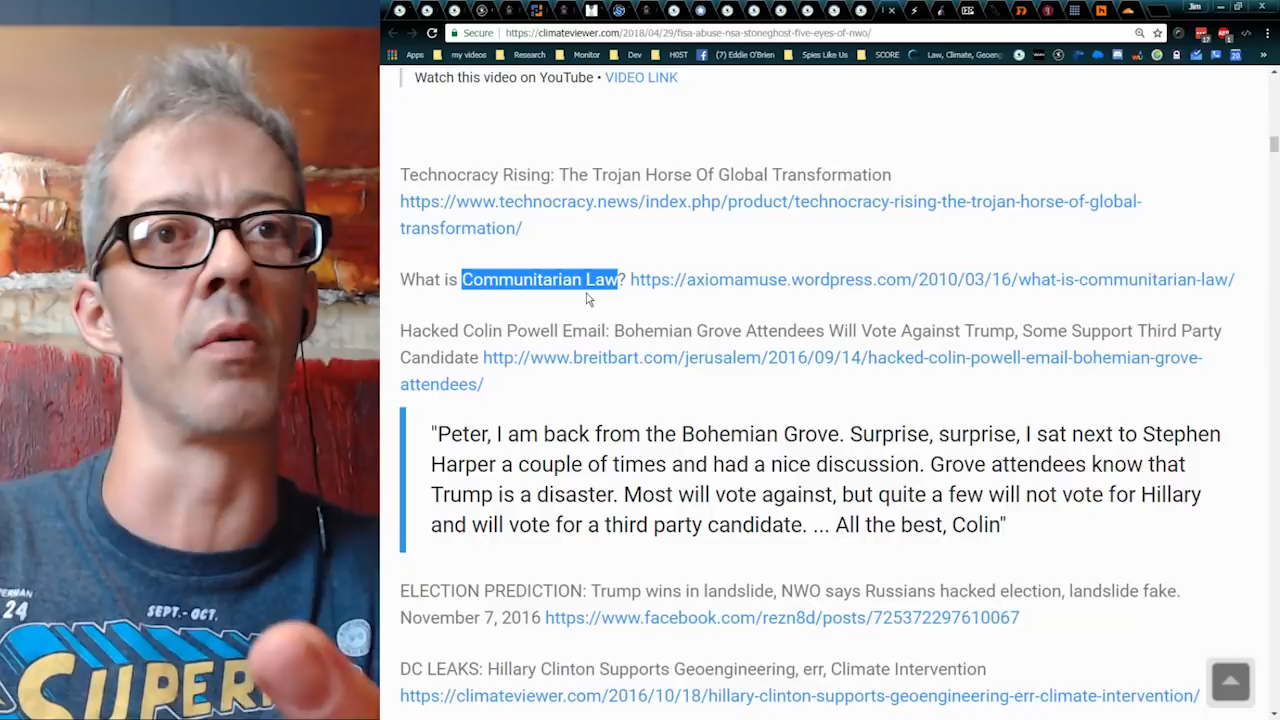 Jim
Secure
https://climateviewer.com/2018/04/29/fisa-abuse-nsa-stoneghost-five-eyes-of-nwo/
Apps
my videos
Research
Monitor
Dev
H0ST
(7) Eddie O'Brien
Spies Like Us
SCORE
Law, Climate, Geoeng
Watch this video on YouTube • VIDEO LINK
Technocracy Rising: The Trojan Horse Of Global Transformation
https://www.technocracy.news/index.php/product/technocracy-rising-the-trojan-horse-of-global-
transformation/
What is Communitarian Law? https://axiomamuse.wordpress.com/2010/03/16/what-is-communitarian-law/
Hacked Colin Powell Email: Bohemian Grove Attendees Will Vote Against Trump, Some Support Third Party
Candidate http://www.breitbart.com/jerusalem/2016/09/14/hacked-colin-powell-email-bohemian-grove-
attendees/
"Peter, I am back from the Bohemian Grove. Surprise, surprise, I sat next to Stephen
Harper a couple of times and had a nice discussion. Grove attendees know that
Trump is a disaster. Most will vote against, but quite a few will not vote for Hillary
and will vote for a third party candidate. ... All the best, Colin"
ELECTION PREDICTION: Trump wins in landslide, NWO says Russians hacked election, landslide fake.
November 7, 2016 https://www.facebook.com/rezn8d/posts/725372297610067
DC LEAKS: Hillary Clinton Supports Geoengineering, err, Climate Intervention
https://climateviewer.com/2016/10/18/hillary-clinton-supports-geoengineering-err-climate-intervention/
24
SEPT.-OCT.
SUPER